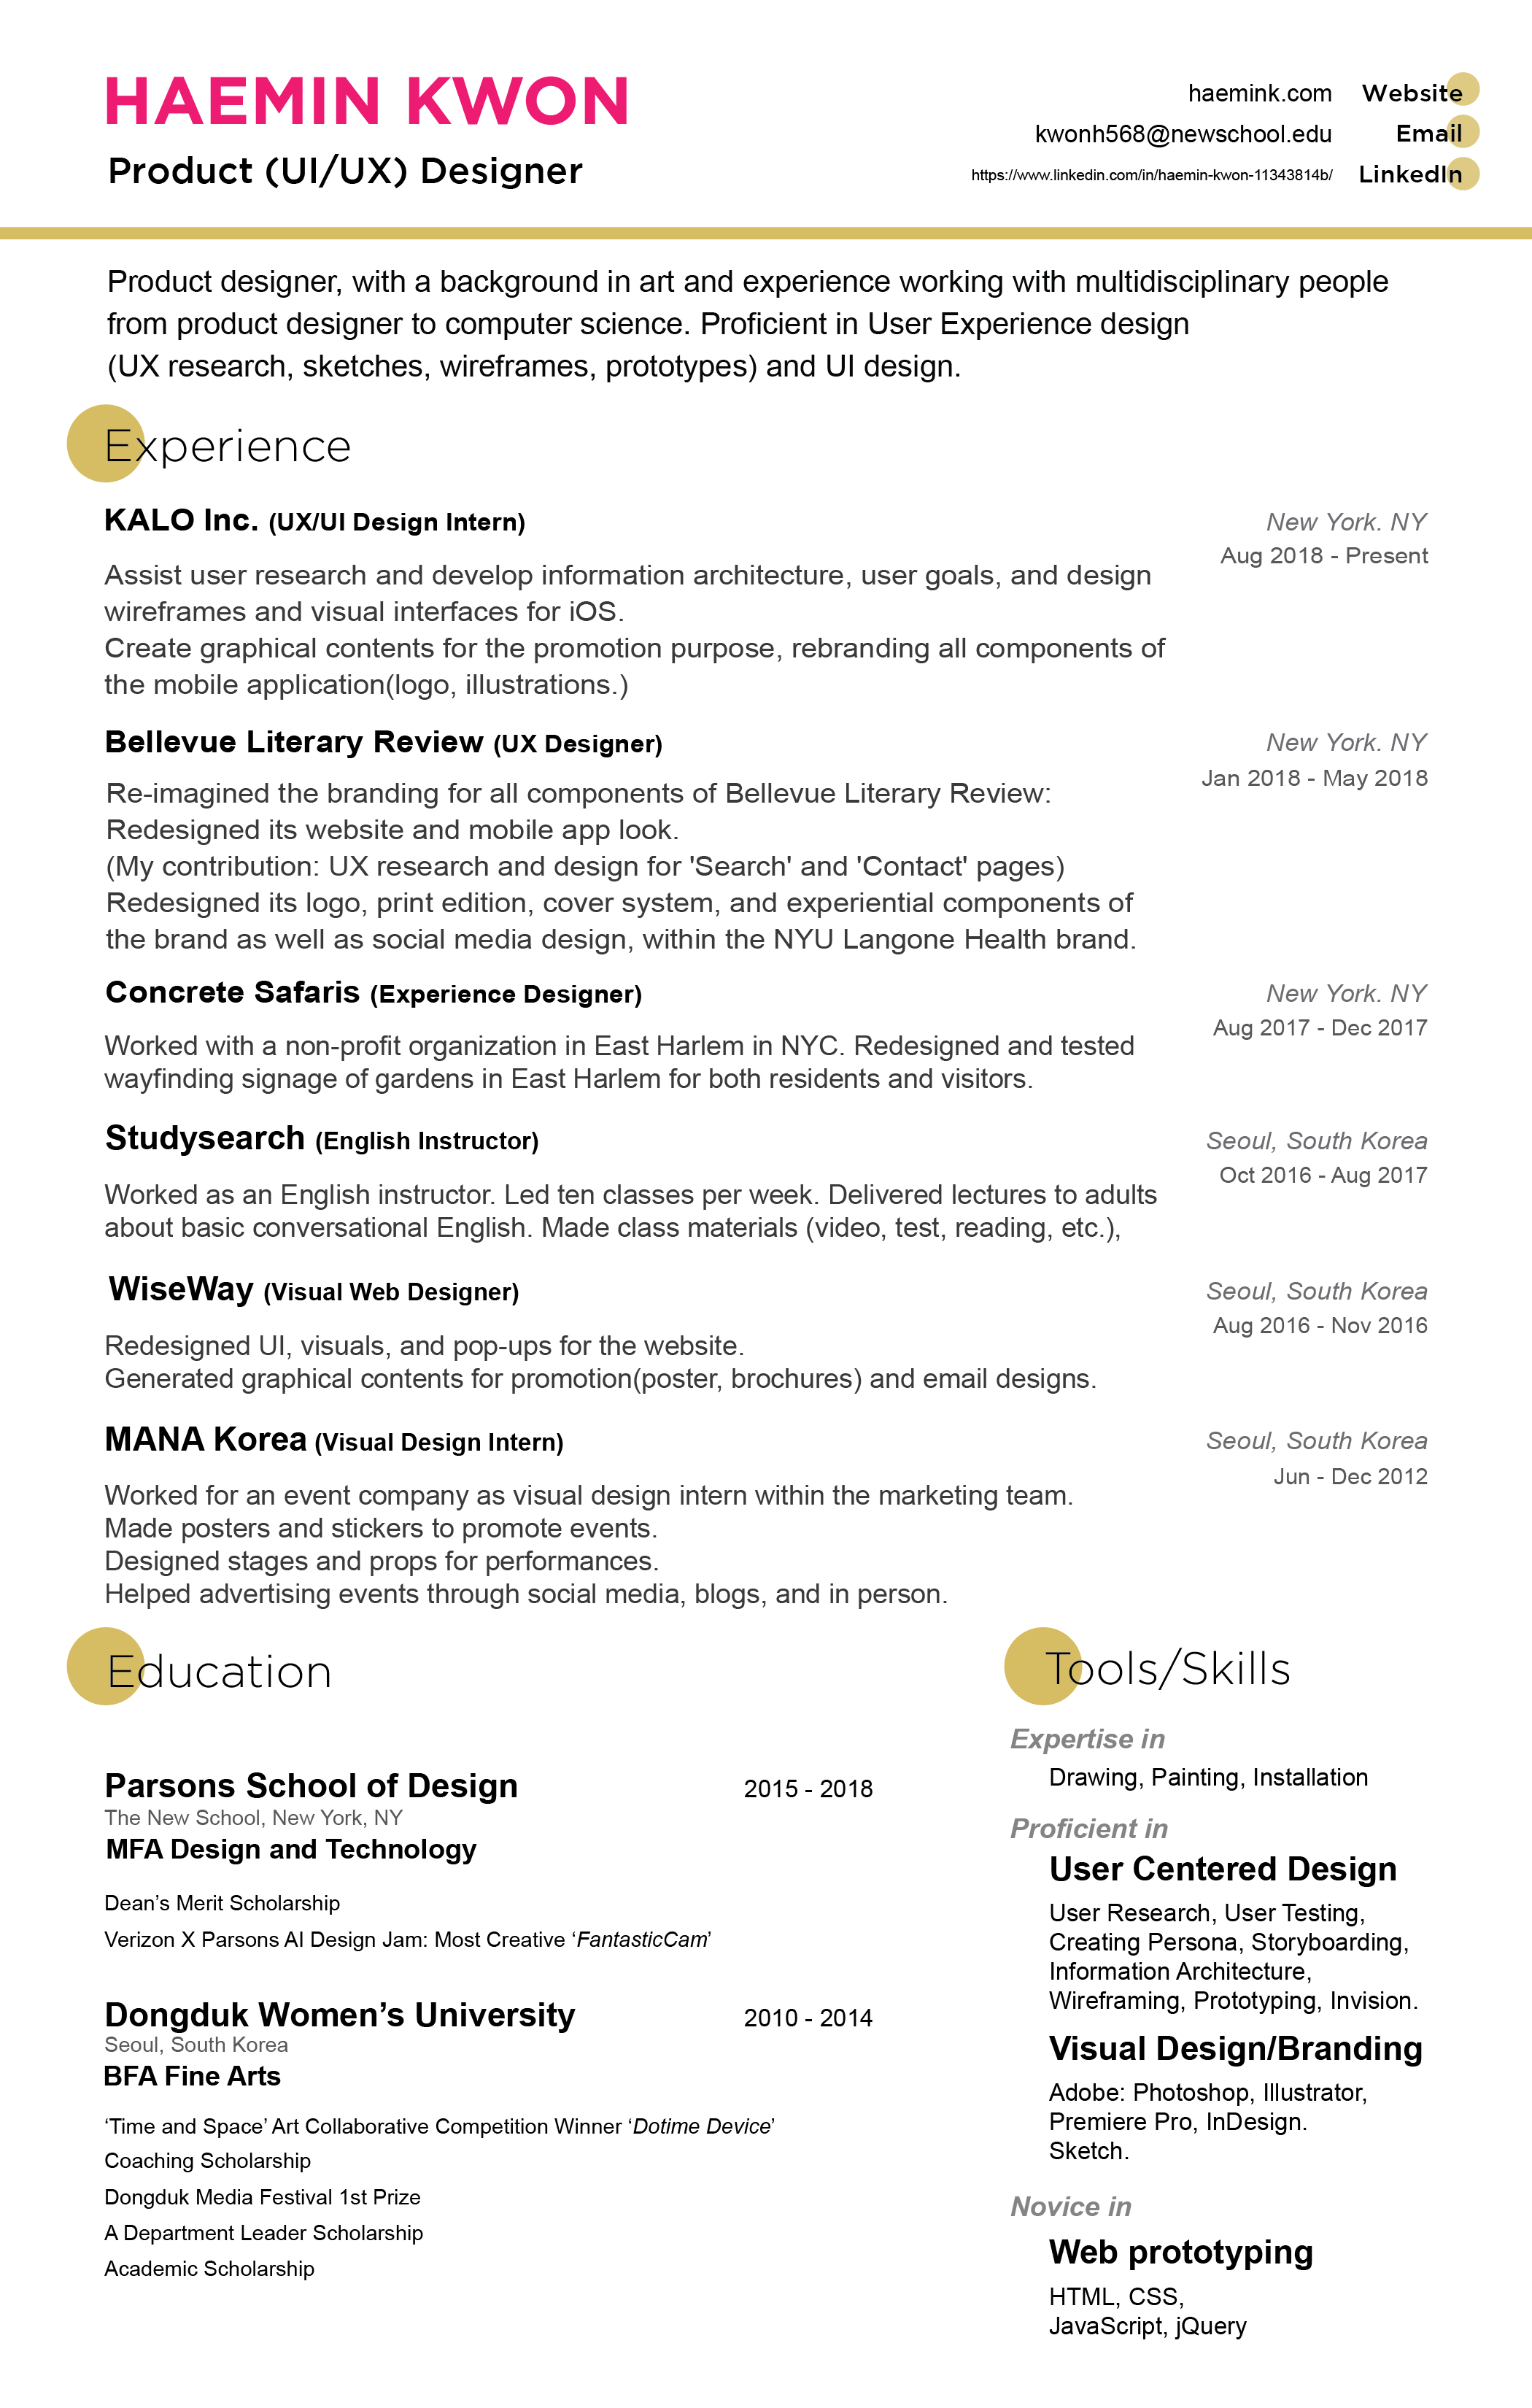 HAEMIN KWON
Product (UI/UX) Designer
haemink.com Website
kwonh568@newschool.edu Email
https://www.linkedin.com/in/haemin-kwon-11343814b/ LinkedIn
Product designer, with a background in art and experience working with multidisciplinary people
from product designer to computer science. Proficient in User Experience design
(UX research, sketches, wireframes, prototypes) and UI design.
Experience
KALO Inc. (UX/UI Design Intern)
New York. NY
Aug 2018 - Present
Assist user research and develop information architecture, user goals, and design
wireframes and visual interfaces for iOS.
Create graphical contents for the promotion purpose, rebranding all components of
the mobile application(logo, illustrations.)
Bellevue Literary Review (UX Designer)
New York. NY
Jan 2018 - May 2018
Re-imagined the branding for all components of Bellevue Literary Review:
Redesigned its website and mobile app look.
(My contribution: UX research and design for 'Search' and 'Contact' pages)
Redesigned its logo, print edition, cover system, and experiential components of
the brand as well as social media design, within the NYU Langone Health brand.
Concrete Safaris (Experience Designer)
New York. NY
Aug 2017 - Dec 2017
Worked with a non-profit organization in East Harlem in NYC. Redesigned and tested
wayfinding signage of gardens in East Harlem for both residents and visitors.
Studysearch (English Instructor)
Seoul, South Korea
Oct 2016 - Aug 2017
Worked as an English instructor. Led ten classes per week. Delivered lectures to adults
about basic conversational English. Made class materials (video, test, reading, etc.),
WiseWay (Visual Web Designer)
Seoul, South Korea
Aug 2016 - Nov 2016
Redesigned UI, visuals, and pop-ups for the website.
Generated graphical contents for promotion(poster, brochures) and email designs.
MANA Korea (Visual Design Intern)
Seoul, South Korea
Jun - Dec 2012
Worked for an event company as visual design intern within the marketing team.
Made posters and stickers to promote events.
Designed stages and props for performances.
Helped advertising events through social media, blogs, and in person.
Education
Parsons School of Design 2015 - 2018
The New School, New York, NY
MFA Design and Technology
Dean’s Merit Scholarship
Verizon X Parsons AI Design Jam: Most Creative ‘FantasticCam’
Dongduk Women’s University 2010 - 2014
Seoul, South Korea
BFA Fine Arts
‘Time and Space’ Art Collaborative Competition Winner ‘Dotime Device’
Coaching Scholarship
Dongduk Media Festival 1st Prize
A Department Leader Scholarship
Academic Scholarship
Tools/Skills
Expertise in
Drawing, Painting, Installation
Proficient in
User Centered Design
User Research, User Testing,
Creating Persona, Storyboarding,
Information Architecture,
Wireframing, Prototyping, Invision.
Visual Design/Branding
Adobe: Photoshop, Illustrator,
Premiere Pro, InDesign.
Sketch.
Novice in
Web prototyping
HTML, CSS,
JavaScript, jQuery